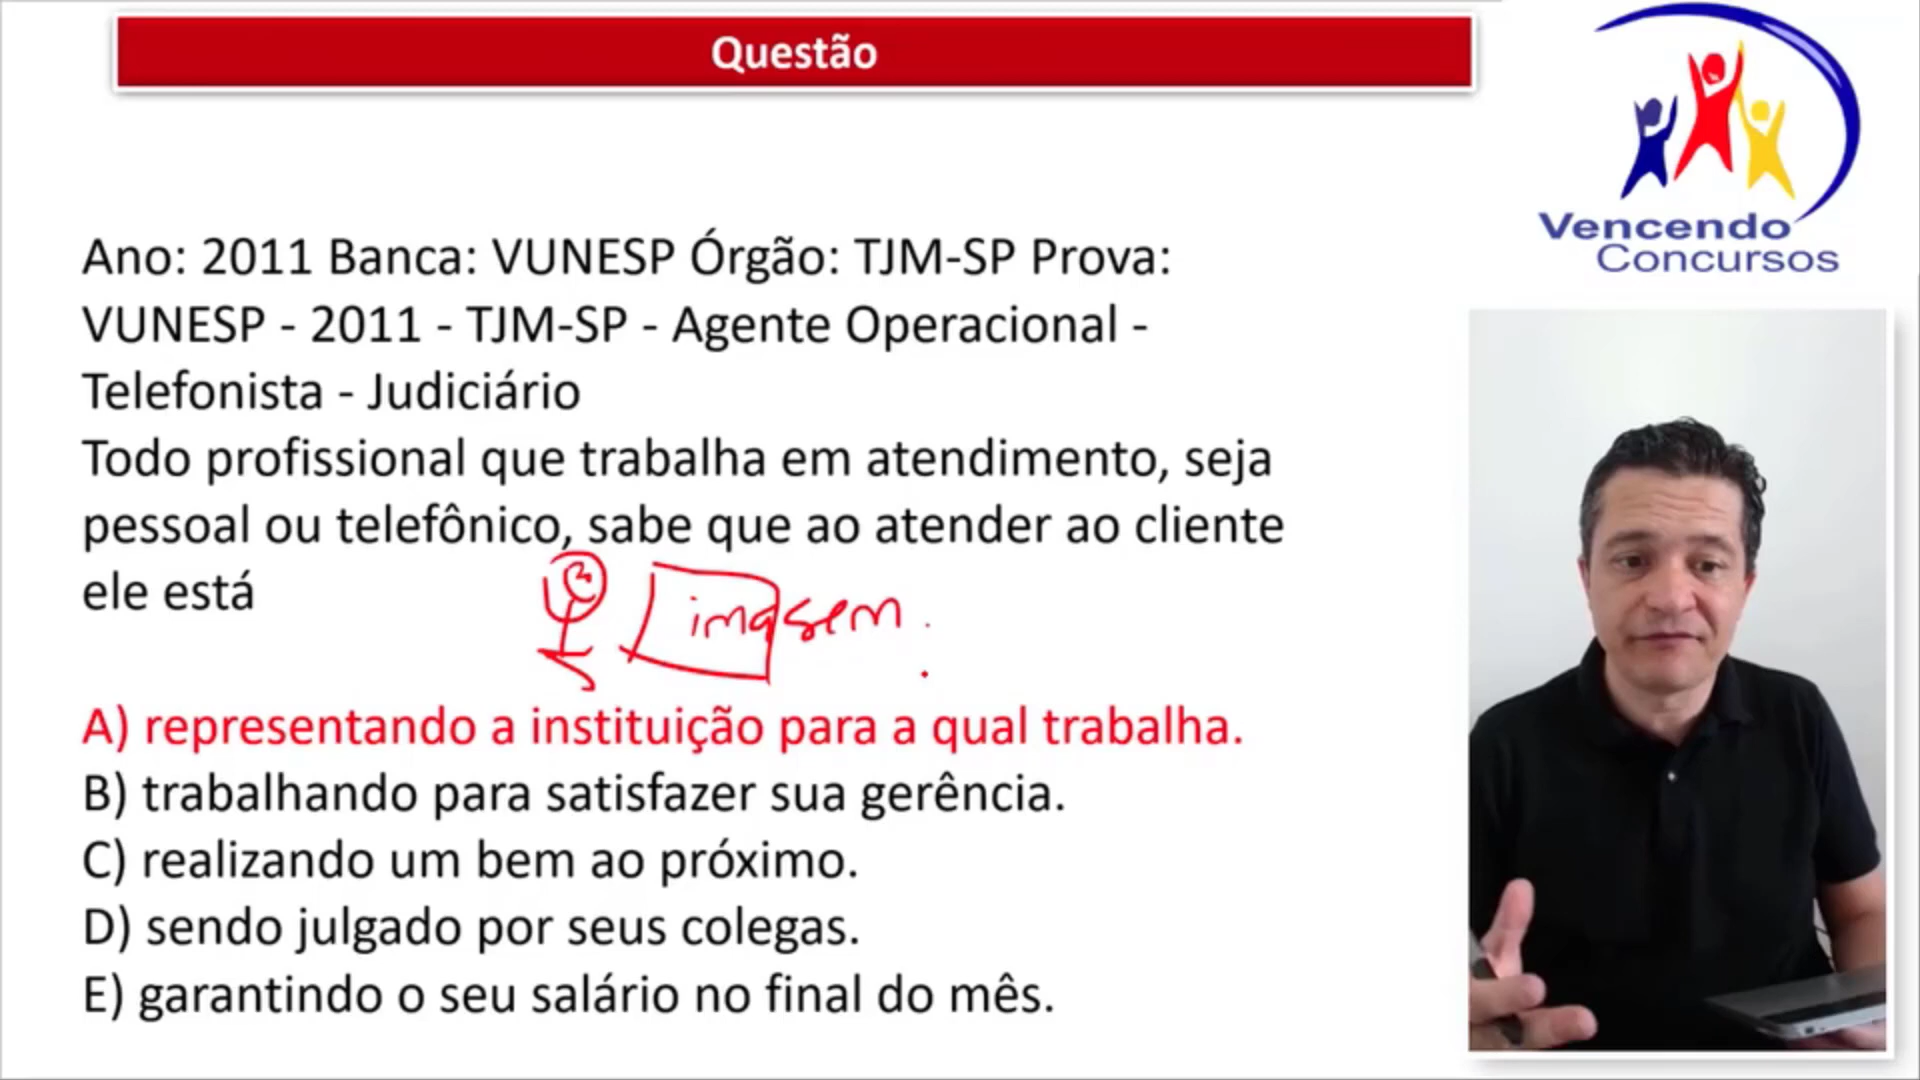 Questão
Vencendo
Concursos
Ano: 2011 Banca: VUNESP Órgão: TJM-SP Prova:
VUNESP - 2011 - TJM-SP - Agente Operacional -
Telefonista - Judiciário
Todo profissional que trabalha em atendimento, seja
pessoal ou telefônico, sabe que ao atender ao cliente
ele está
imagem.
A) representando a instituição para a qual trabalha.
B) trabalhando para satisfazer sua gerência.
C) realizando um bem ao próximo.
D) sendo julgado por seus colegas.
E) garantindo o seu salário no final do mês.